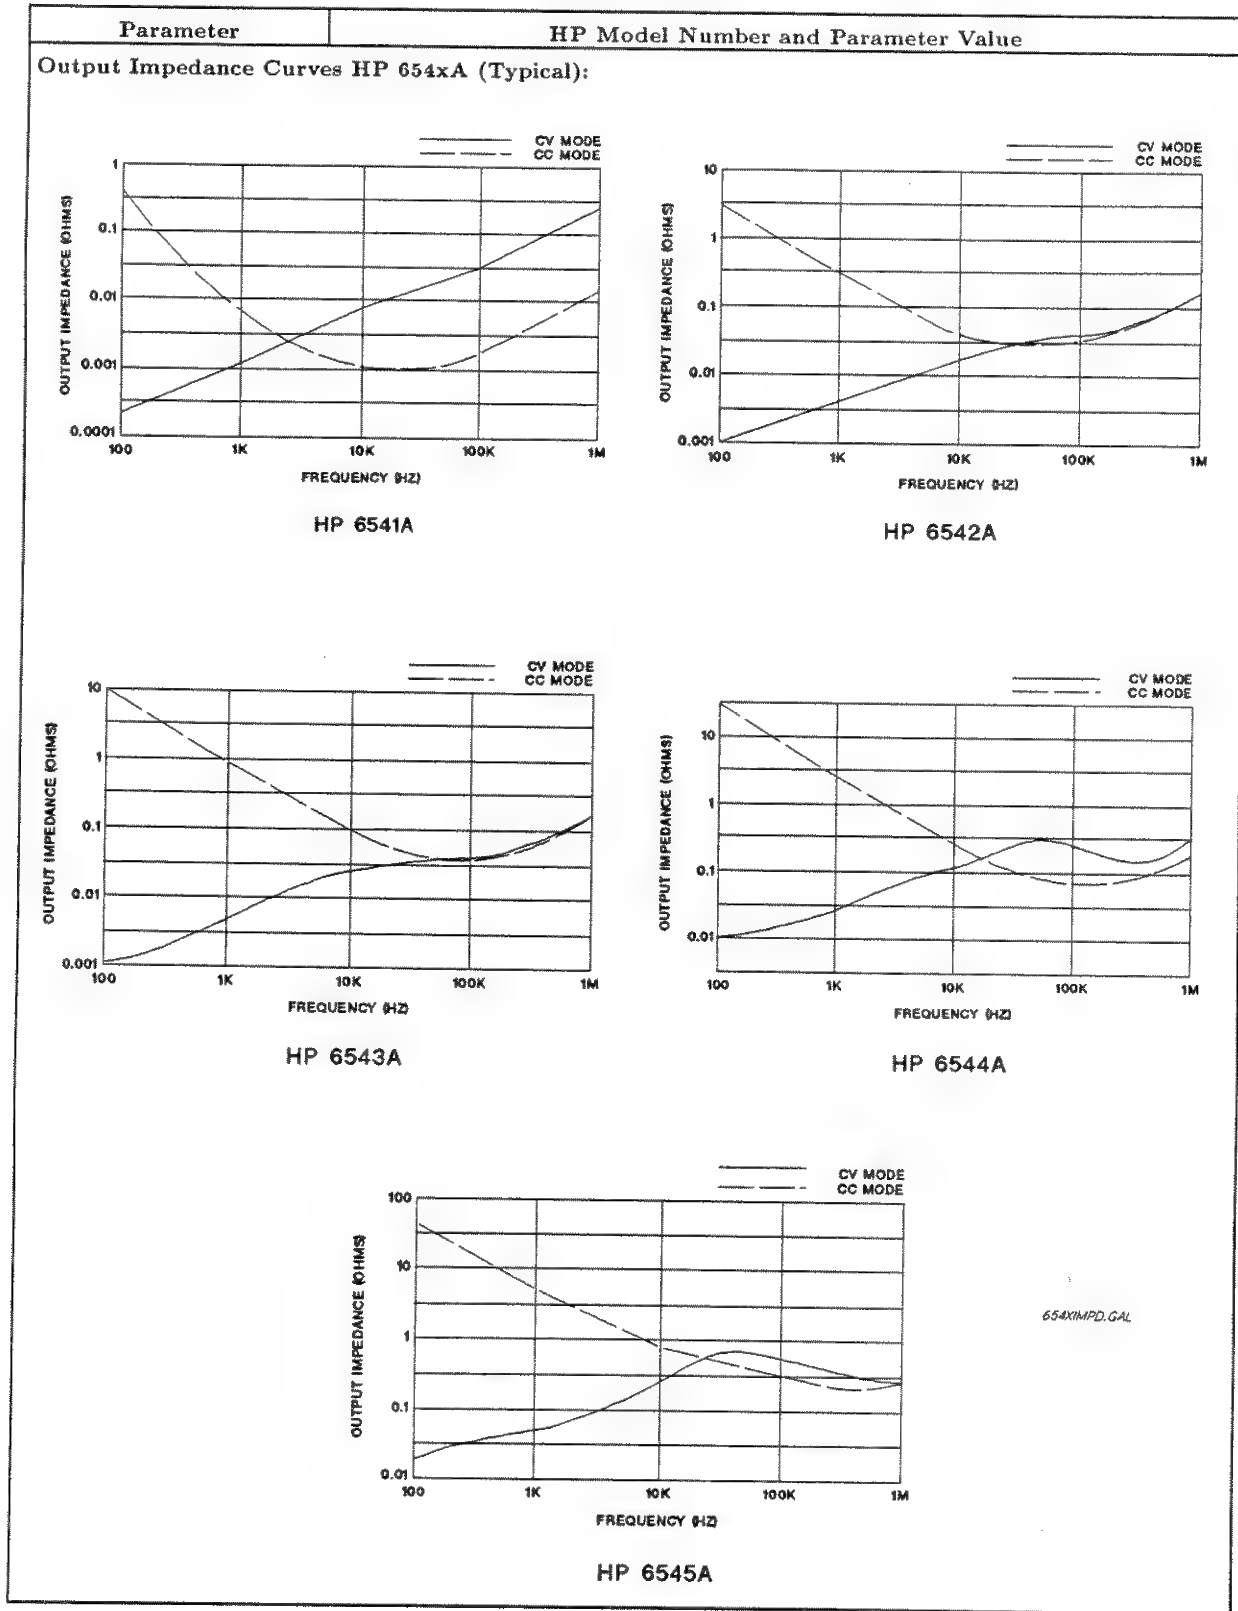 Parameter
HP Model Number and Parameter Value
Output Impedance Curves HP 654xA (Typical):
CV MODE
CC MODE
1
0.1
0.01
0.001
0.0001
OUTPUT IMPEDANCE (OHMS)
100 1K 10K 100K 1M
FREQUENCY (HZ)
HP 6541A
CV MODE
CC MODE
10
1
0.1
0.01
0.001
OUTPUT IMPEDANCE (OHMS)
100 1K 10K 100K 1M
FREQUENCY (HZ)
HP 6542A
CV MODE
CC MODE
10
1
0.1
0.01
0.001
OUTPUT IMPEDANCE (OHMS)
100 1K 10K 100K 1M
FREQUENCY (HZ)
HP 6543A
CV MODE
CC MODE
10
1
0.1
0.01
OUTPUT IMPEDANCE (OHMS)
100 1K 10K 100K 1M
FREQUENCY (HZ)
HP 6544A
CV MODE
CC MODE
100
10
1
0.1
0.01
OUTPUT IMPEDANCE (OHMS)
100 1K 10K 100K 1M
FREQUENCY (HZ)
HP 6545A
654XIMPD.GAL